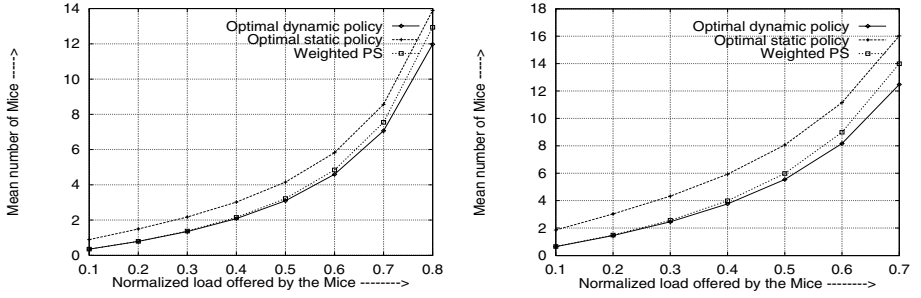 14
12
10
8
6
4
2
0
Mean number of Mice ----->
Optimal dynamic policy
Optimal static policy
Weighted PS
0.1 0.2 0.3 0.4 0.5 0.6 0.7 0.8
Normalized load offered by the Mice -------->
18
16
14
12
10
8
6
4
2
0
Mean number of Mice ----->
Optimal dynamic policy
Optimal static policy
Weighted PS
0.1 0.2 0.3 0.4 0.5 0.6 0.7
Normalized load offered by the Mice -------->